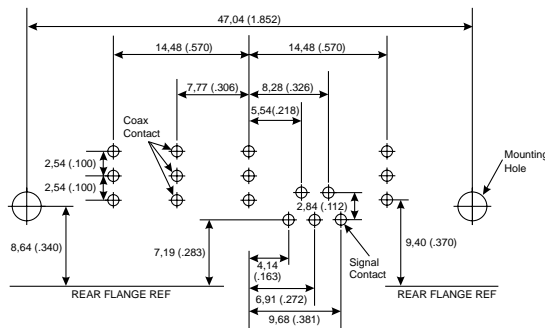 47,04 (1.852)
14,48 (.570)
14,48 (.570)
7,77 (.306)
8,28 (.326)
5,54(.218)
Coax
Contact
2,54 (.100)
2,54 (.100)
Mounting
Hole
2,84 (.112)
8,64 (.340)
7,19 (.283)
Signal
Contact
9,40 (.370)
4,14
(.163)
REAR FLANGE REF
6,91 (.272)
REAR FLANGE REF
9,68 (.381)